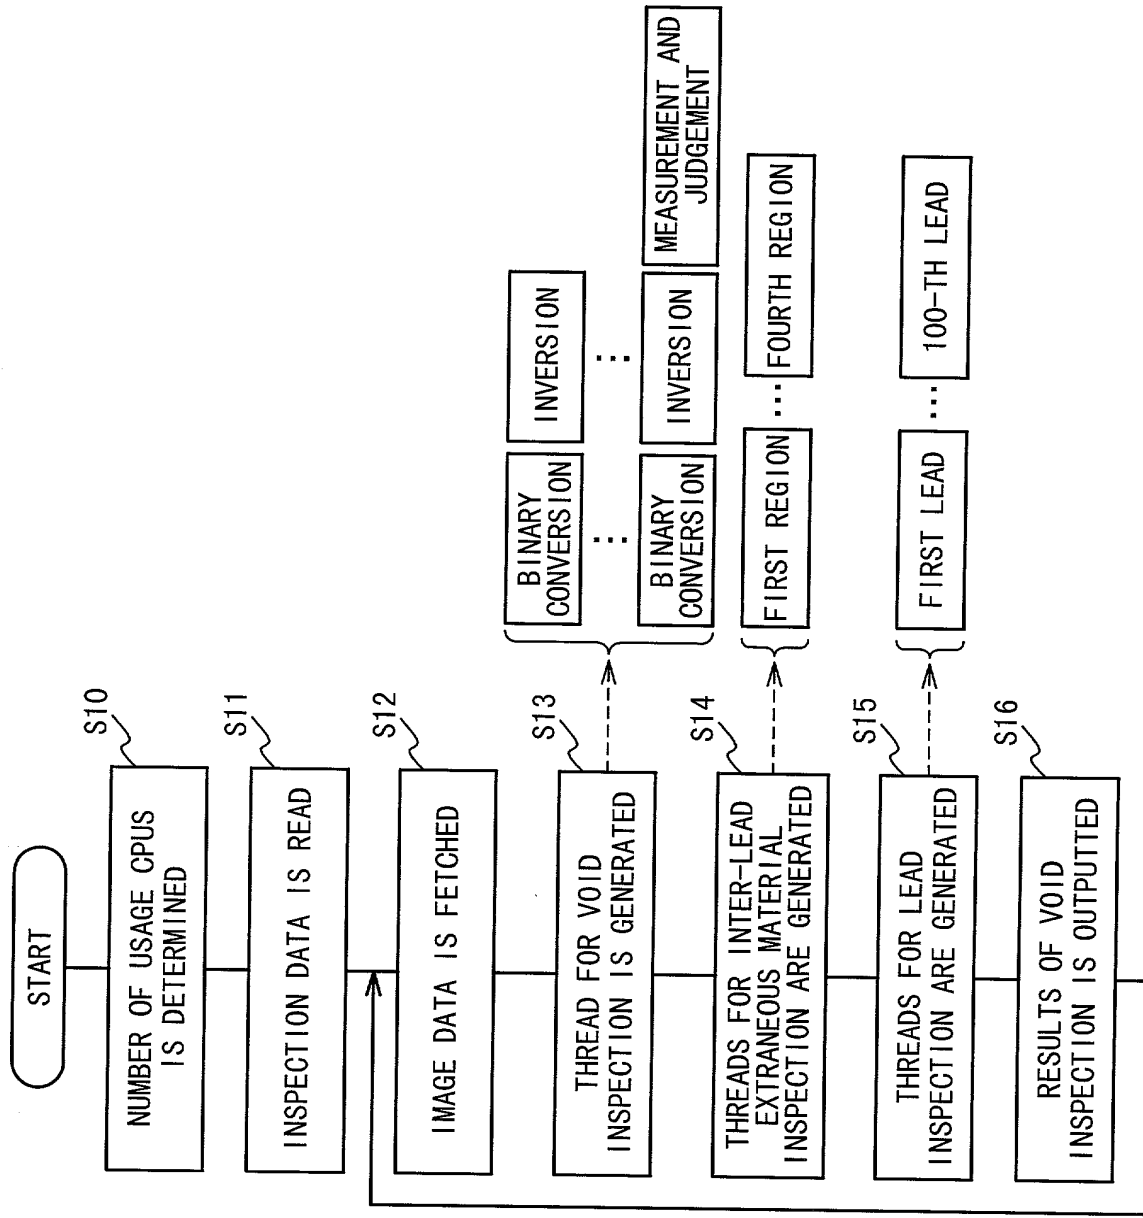 START
S10
NUMBER OF USAGE CPUS
IS DETERMINED
S11
INSPECTION DATA IS READ
S12
IMAGE DATA IS FETCHED
S13
THREAD FOR VOID
INSPECTION IS GENERATED
BINARY
CONVERSION
INVERSION
...
...
BINARY
CONVERSION
INVERSION
MEASUREMENT AND
JUDGEMENT
S14
THREADS FOR INTER-LEAD
EXTRANEOUS MATERIAL
INSPECTION ARE GENERATED
FIRST REGION ... FOURTH REGION
S15
THREADS FOR LEAD
INSPECTION ARE GENERATED
FIRST LEAD ... 100-TH LEAD
S16
RESULTS OF VOID
INSPECTION IS OUTPUTTED